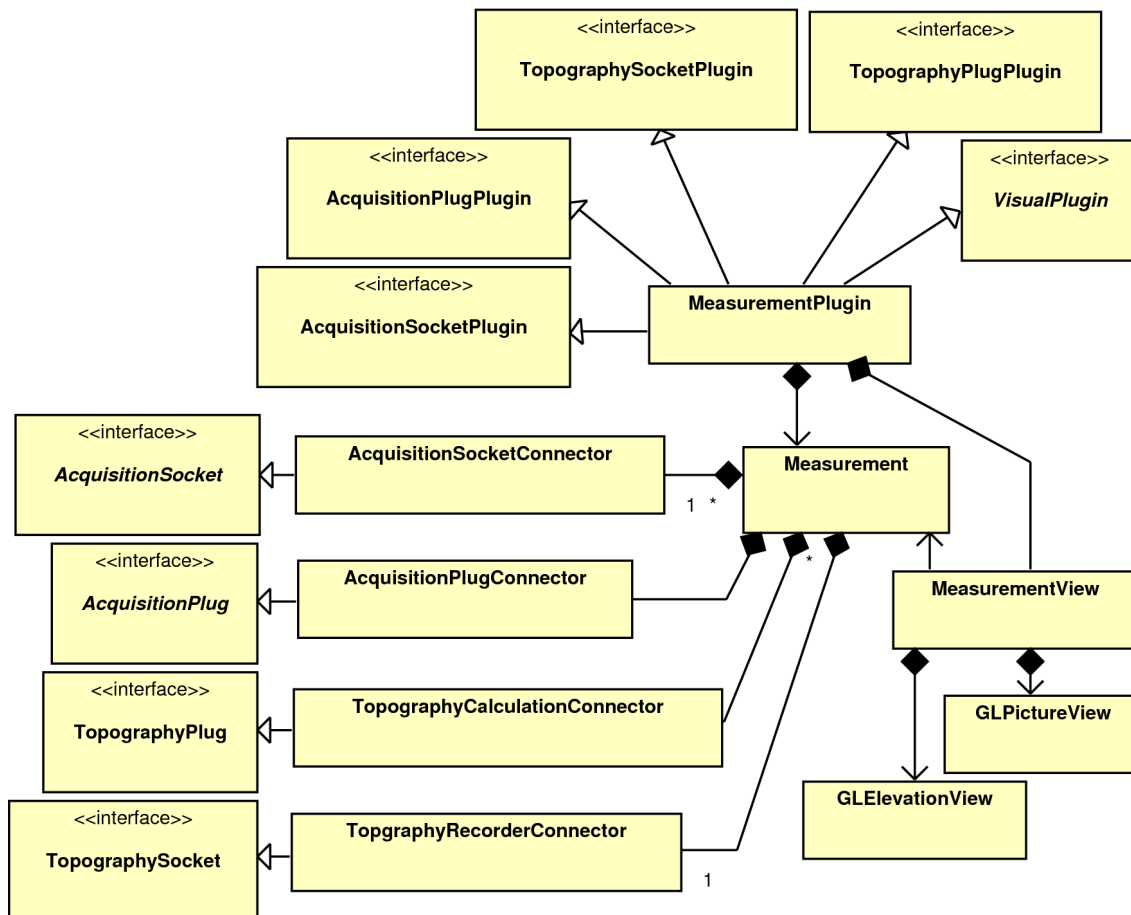 <<interface>>
TopographySocketPlugin
<<interface>>
TopographyPlugPlugin
<<interface>>
AcquisitionPlugPlugin
<<interface>>
VisualPlugin
<<interface>>
AcquisitionSocketPlugin
MeasurementPlugin
<<interface>>
AcquisitionSocket
AcquisitionSocketConnector
Measurement
1 *
<<interface>>
AcquisitionPlug
AcquisitionPlugConnector
*
MeasurementView
<<interface>>
TopographyPlug
TopographyCalculationConnector
GLPictureView
<<interface>>
TopographySocket
TopgraphyRecorderConnector
1
GLElevationView